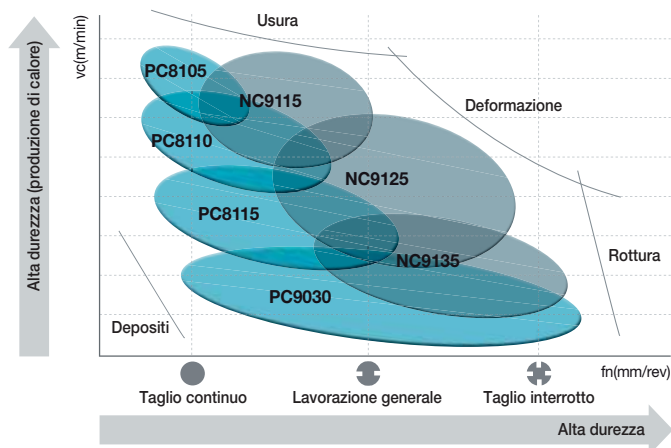 Usura
vc(m/min)
PC8105
NC9115
Deformazione
PC8110
NC9125
PC8115
Alta durezzza (produzione di calore)
NC9135
Rottura
PC9030
Depositi
fn(mm/rev)
Taglio continuo
Lavorazione generale
Taglio interrotto
Alta durezza